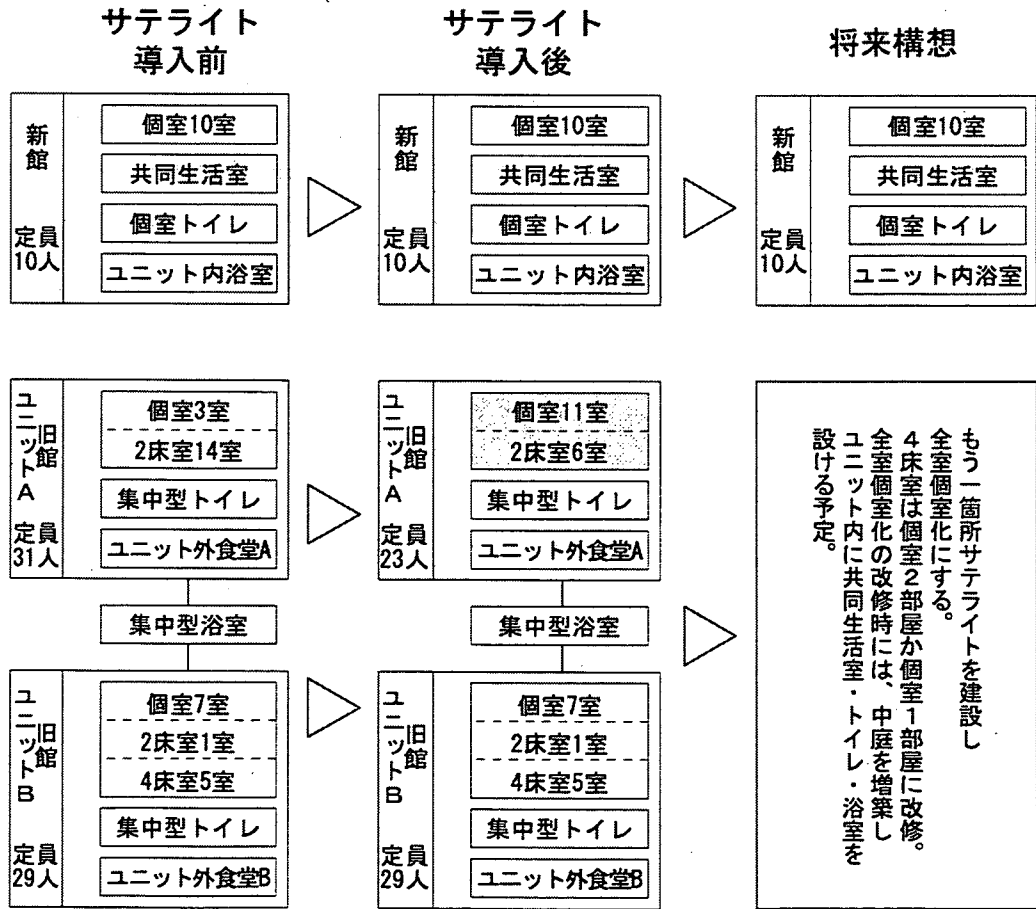 サテライト
導入前
サテライト
導入後
将来構想
新館
定員
10人
個室10室
共同生活室
個室トイレ
ユニット内浴室
新館
定員
10人
個室10室
共同生活室
個室トイレ
ユニット内浴室
新館
定員
10人
個室10室
共同生活室
個室トイレ
ユニット内浴室
旧館
ユニットA
定員
31人
個室3室
2床室14室
集中型トイレ
ユニット外食堂A
旧館
ユニットA
定員
23人
個室11室
2床室6室
集中型トイレ
ユニット外食堂A
集中型浴室
集中型浴室
旧館
ユニットB
定員
29人
個室7室
2床室1室
4床室5室
集中型トイレ
ユニット外食堂B
旧館
ユニットB
定員
29人
個室7室
2床室1室
4床室5室
集中型トイレ
ユニット外食堂B
もう一箇所サテライトを建設し
全室個室化にする。
4床室は個室2部屋か個室1部屋に改修。
全室個室化の改修時には、中庭を増築し
ユニット内に共同生活室・トイレ・浴室を
設ける予定。